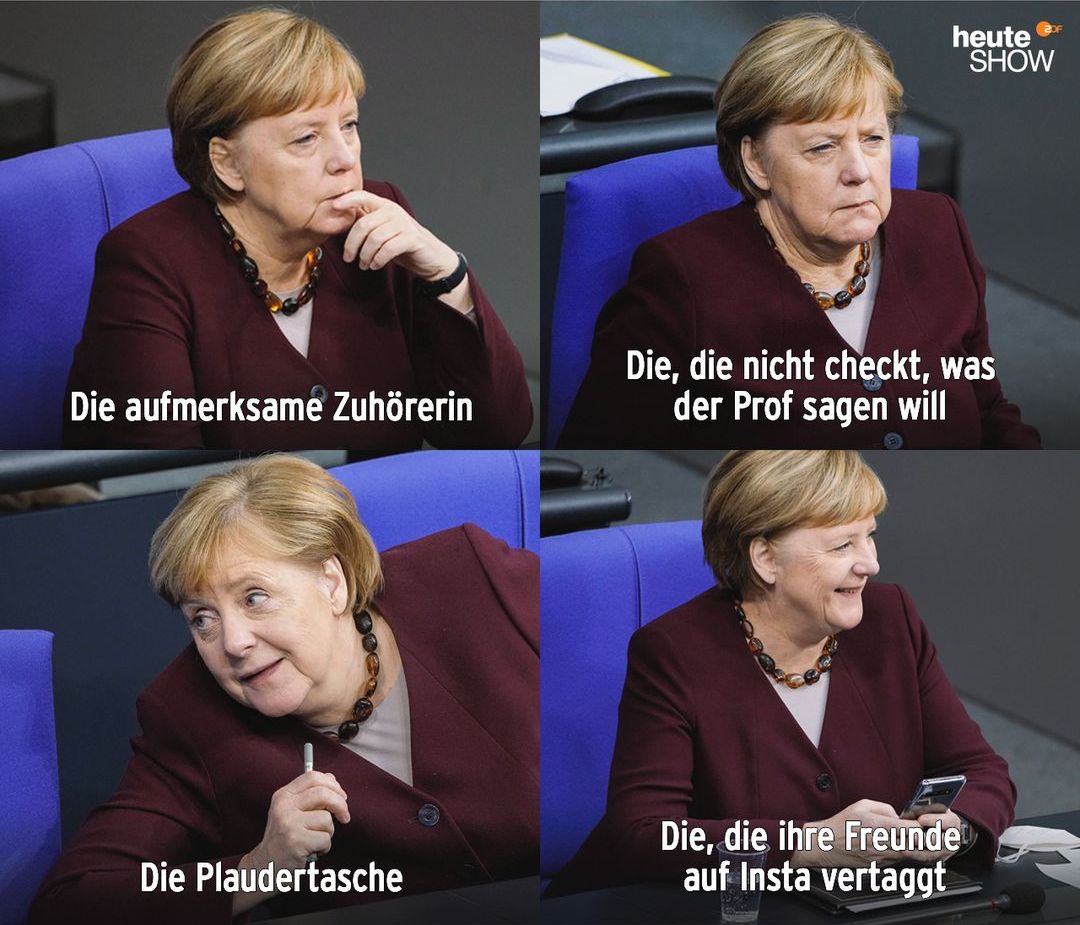 heute ZDF
SHOW
Die aufmerksame Zuhörerin
Die, die nicht checkt, was
der Prof sagen will
Die Plaudertasche
Die, die ihre Freunde
auf Insta vertaggt